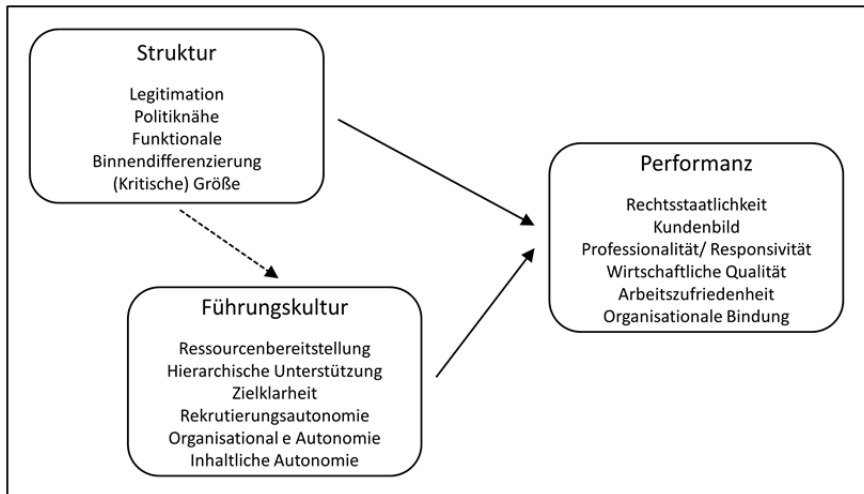 Struktur
Legitimation
Politiknähe
Funktionale
Binnendifferenzierung
(Kritische) Größe
Performanz
Rechtsstaatlichkeit
Kundenbild
Professionalität/ Responsivität
Wirtschaftliche Qualität
Arbeitszufriedenheit
Organisationale Bindung
Führungskultur
Ressourcenbereitstellung
Hierarchische Unterstützung
Zielklarheit
Rekrutierungsautonomie
Organisational e Autonomie
Inhaltliche Autonomie